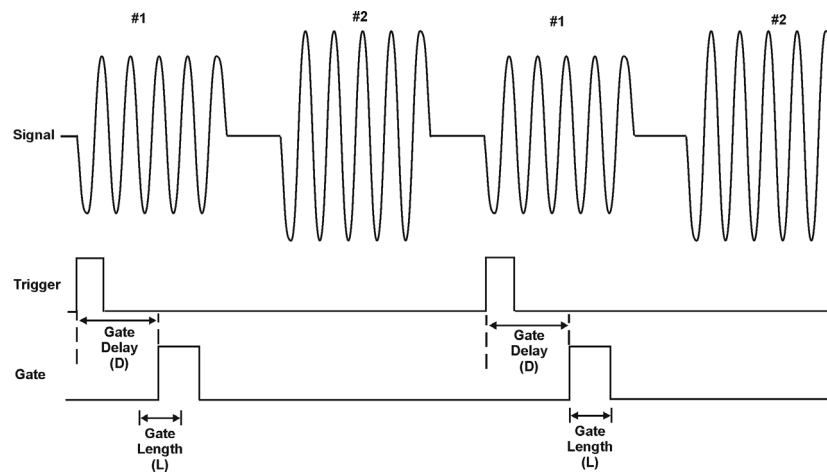 #1
#2
#1
#2
Signal
Trigger
Gate
Delay
(D)
Gate
Delay
(D)
Gate
Gate
Length
(L)
Gate
Length
(L)